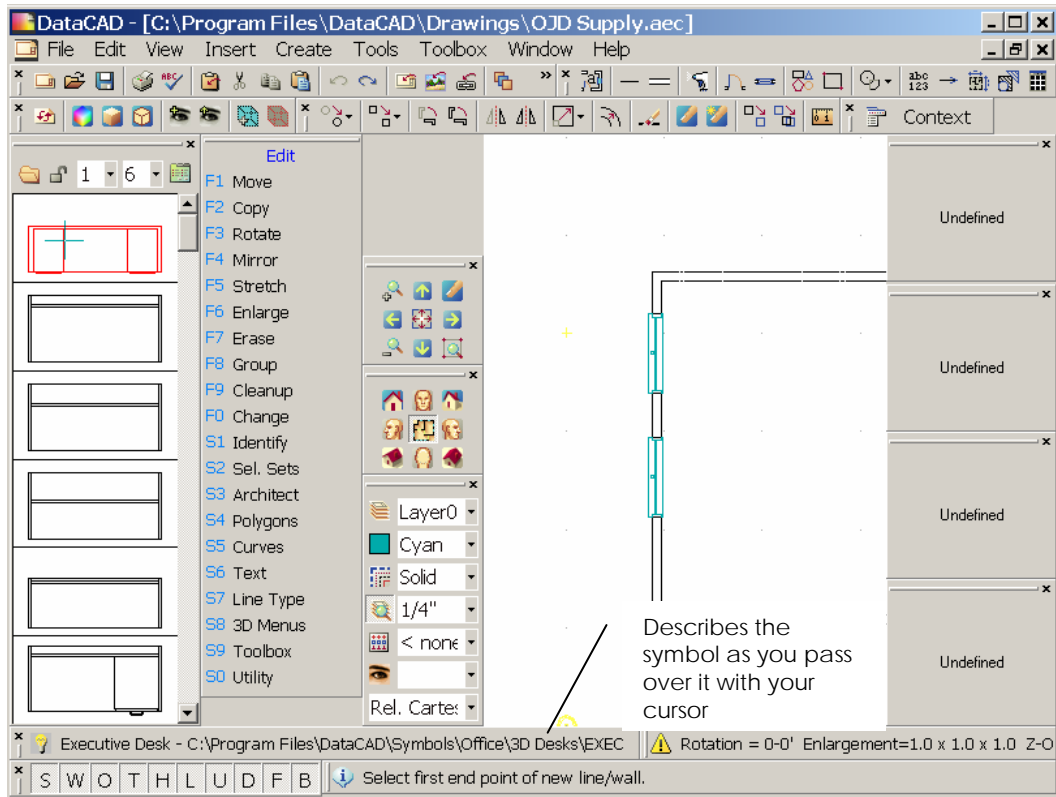 DataCAD - [C:\Program Files\DataCAD\Drawings\OJD Supply.aec]
File Edit View Insert Create Tools Toolbox Window Help
ABC
»
abc
123
Context
1 6
Edit
F1 Move
F2 Copy
F3 Rotate
F4 Mirror
F5 Stretch
F6 Enlarge
F7 Erase
F8 Group
F9 Cleanup
F0 Change
S1 Identify
S2 Sel. Sets
S3 Architect
S4 Polygons
S5 Curves
S6 Text
S7 Line Type
S8 3D Menus
S9 Toolbox
S0 Utility
Layer0
Cyan
Solid
1/4"
< none
Rel. Cartes
Undefined
Undefined
Undefined
Undefined
Describes the
symbol as you pass
over it with your
cursor
Executive Desk - C:\Program Files\DataCAD\Symbols\Office\3D Desks\EXEC
Rotation = 0-0' Enlargement=1.0 x 1.0 x 1.0 Z-O
S W O T H L U D F B
Select first end point of new line/wall.